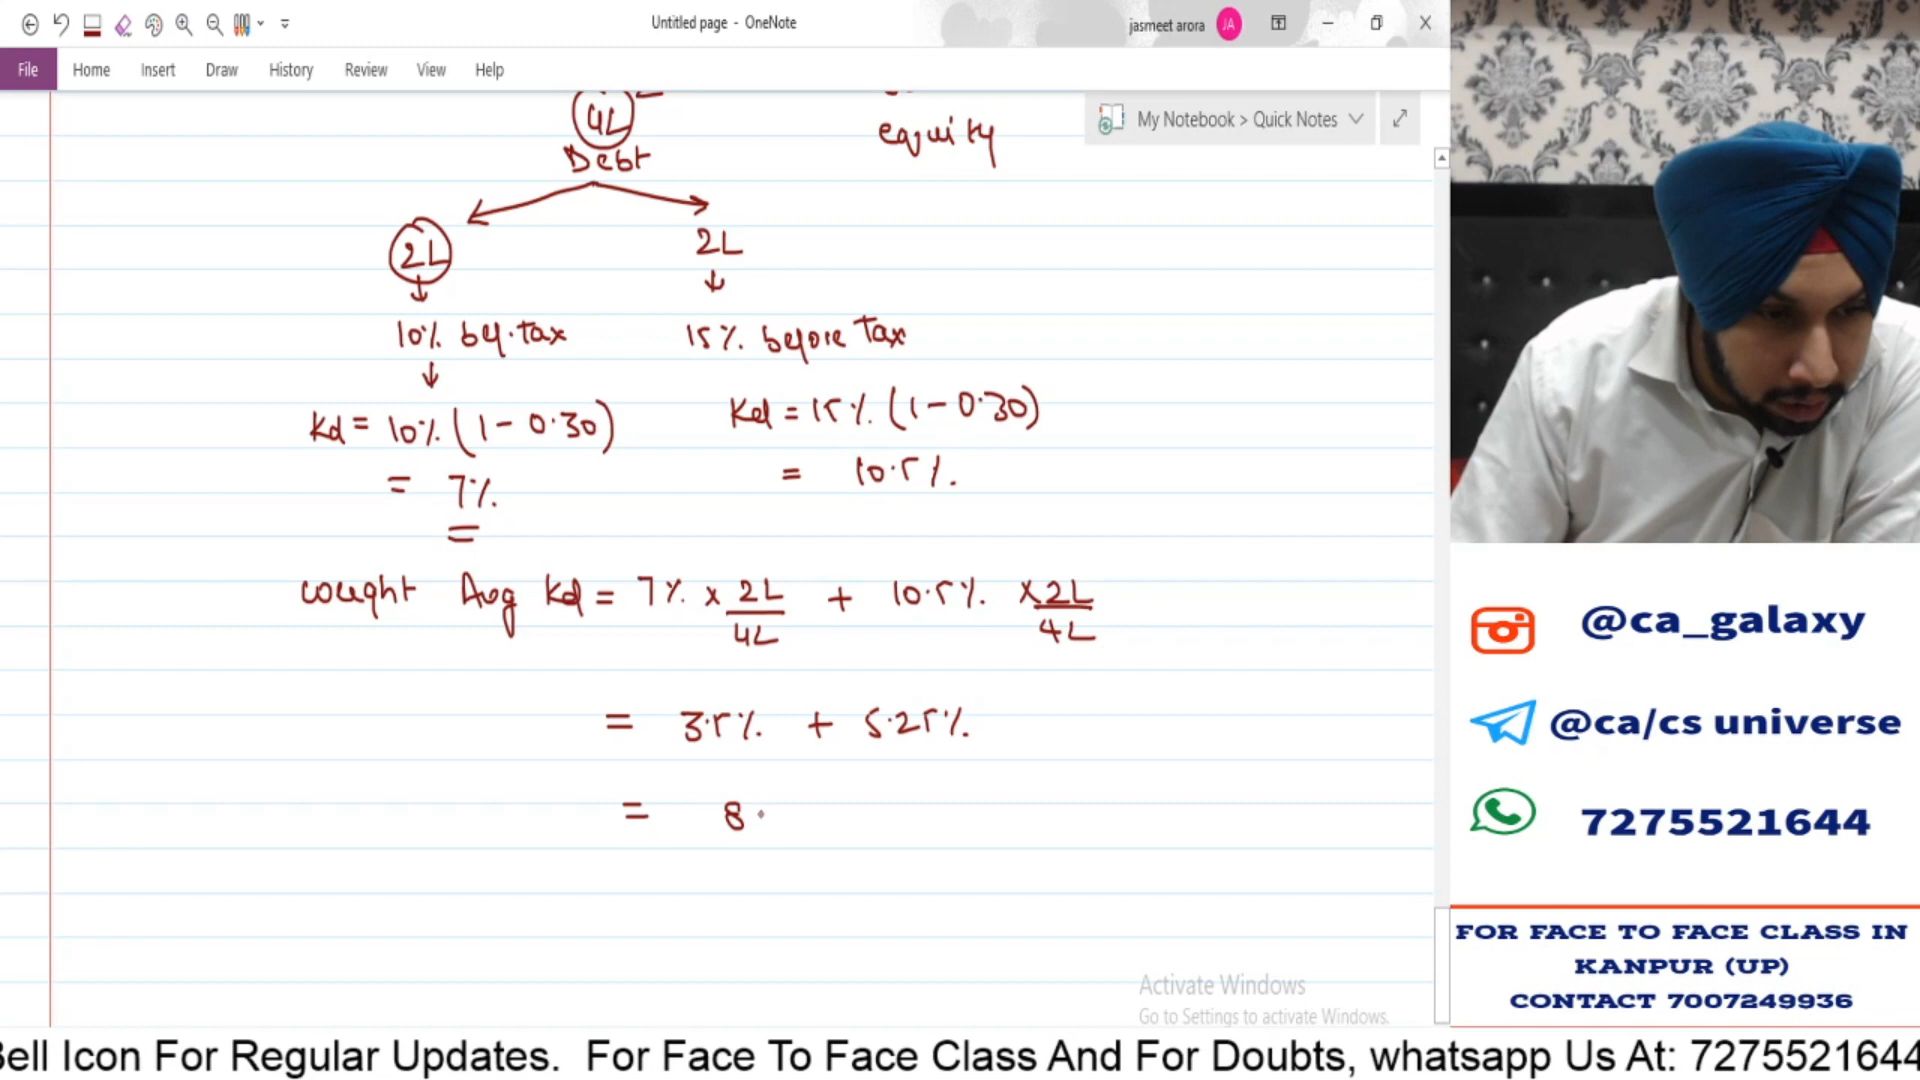 Untitled page - OneNote
jasmeet arora JA
File Home Insert Draw History Review View Help
My Notebook > Quick Notes
4L
equity
Debt
2L 2L
10% bef. tax 15% before Tax
Kd = 10% (1 - 0.30) Kd = 15% (1 - 0.30)
= 7% = 10.5%.
Avg Kd = 7% x 2L/4L + 10.5% x 2L/4L
= 3.5% + 5.25%
= 8.
@ca_galaxy
@ca/cs universe
7275521644
FOR FACE TO FACE CLASS IN
KANPUR (UP)
CONTACT 7007249936
Activate Windows
Go to Settings to activate Windows.
Bell Icon For Regular Updates. For Face To Face Class And For Doubts, whatsapp Us At: 7275521644